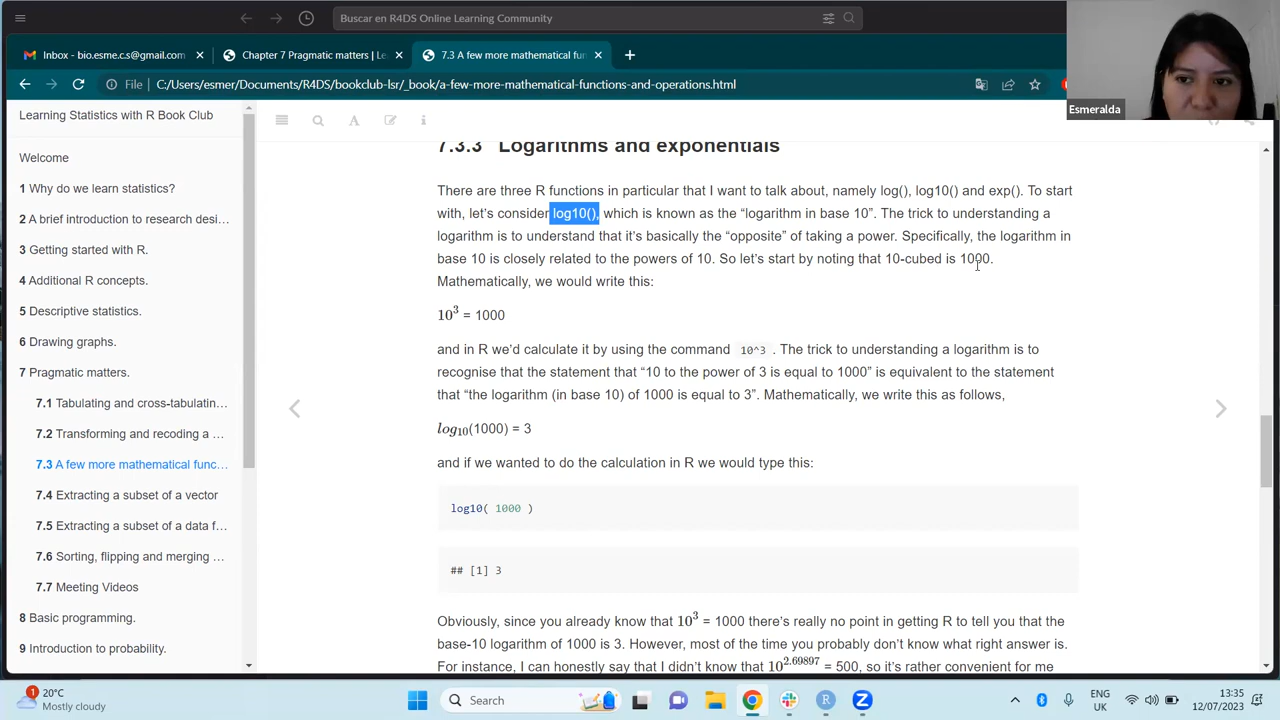 Buscar en R4DS Online Learning Community
Inbox - bio.esme.c.s@gmail.com
Chapter 7 Pragmatic matters | Le
7.3 A few more mathematical fun
File
C:/Users/esmer/Documents/R4DS/bookclub-lsr/_book/a-few-more-mathematical-functions-and-operations.html
Esmeralda
Learning Statistics with R Book Club
Welcome
1 Why do we learn statistics?
2 A brief introduction to research desi...
3 Getting started with R.
4 Additional R concepts.
5 Descriptive statistics.
6 Drawing graphs.
7 Pragmatic matters.
7.1 Tabulating and cross-tabulatin...
7.2 Transforming and recoding a ...
7.3 A few more mathematical func...
7.4 Extracting a subset of a vector
7.5 Extracting a subset of a data f...
7.6 Sorting, flipping and merging ...
7.7 Meeting Videos
8 Basic programming.
9 Introduction to probability.
7.3.3 Logarithms and exponentials
There are three R functions in particular that I want to talk about, namely log(), log10() and exp(). To start
with, let's consider log10(), which is known as the “logarithm in base 10”. The trick to understanding a
logarithm is to understand that it's basically the “opposite” of taking a power. Specifically, the logarithm in
base 10 is closely related to the powers of 10. So let's start by noting that 10-cubed is 1000.
Mathematically, we would write this:
10³ = 1000
and in R we'd calculate it by using the command 10^3 . The trick to understanding a logarithm is to
recognise that the statement that “10 to the power of 3 is equal to 1000” is equivalent to the statement
that “the logarithm (in base 10) of 1000 is equal to 3”. Mathematically, we write this as follows,
log₁₀(1000) = 3
and if we wanted to do the calculation in R we would type this:
log10( 1000 )
## [1] 3
Obviously, since you already know that 10³ = 1000 there's really no point in getting R to tell you that the
base-10 logarithm of 1000 is 3. However, most of the time you probably don't know what right answer is.
For instance, I can honestly say that I didn't know that 10^2.69897 = 500, so it's rather convenient for me
1
20°C
Mostly cloudy
Search
ENG
UK
13:35
12/07/2023